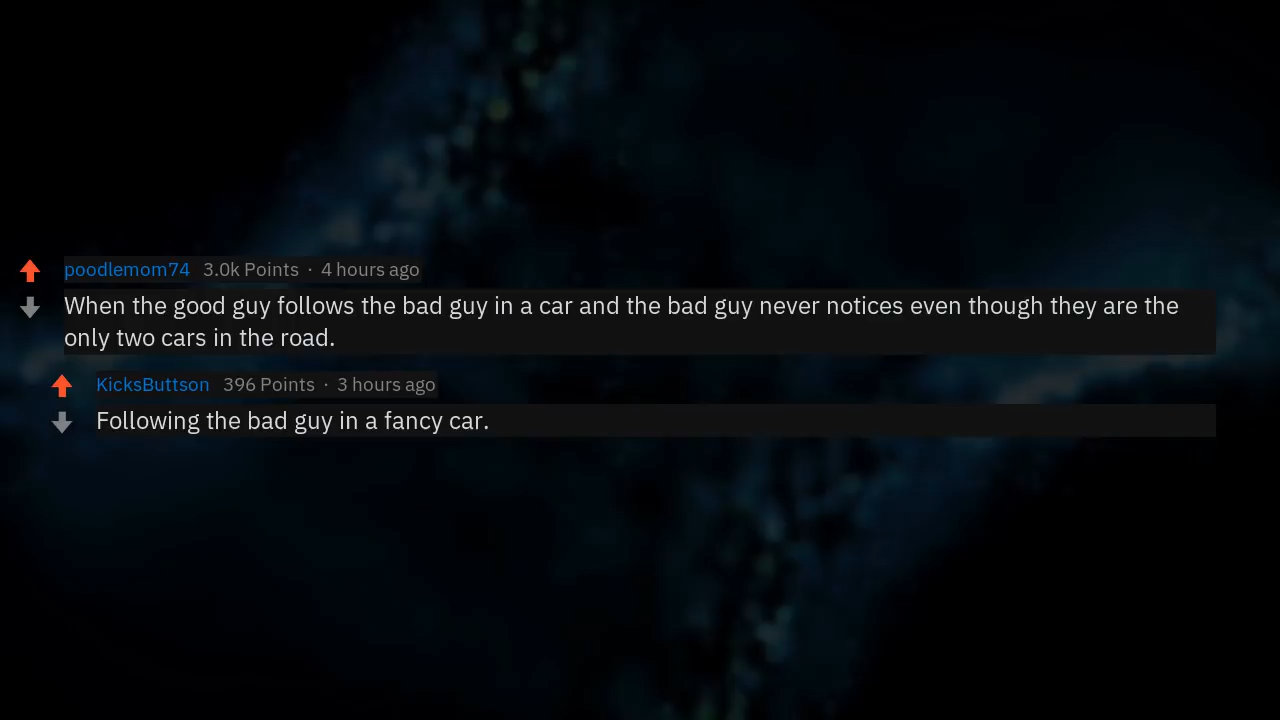 poodlemom74 3.0k Points · 4 hours ago
When the good guy follows the bad guy in a car and the bad guy never notices even though they are the
only two cars in the road.
KicksButtson 396 Points · 3 hours ago
Following the bad guy in a fancy car.